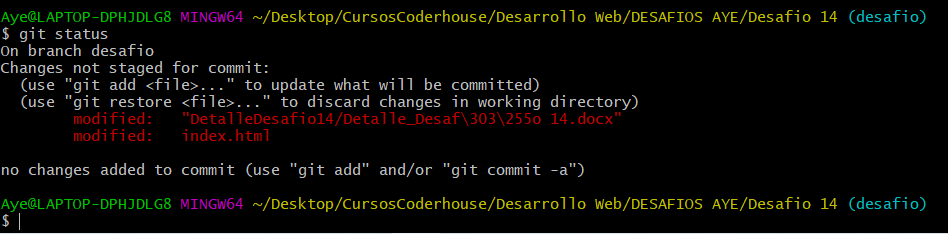 Aye@LAPTOP-DPHJDLG8 MINGW64 ~/Desktop/CursosCoderhouse/Desarrollo Web/DESAFIOS AYE/Desafio 14 (desafio)
$ git status
On branch desafio
Changes not staged for commit:
  (use "git add <file>..." to update what will be committed)
  (use "git restore <file>..." to discard changes in working directory)
        modified:   "DetalleDesafio14/Detalle_Desaf\303\255o 14.docx"
        modified:   index.html

no changes added to commit (use "git add" and/or "git commit -a")

Aye@LAPTOP-DPHJDLG8 MINGW64 ~/Desktop/CursosCoderhouse/Desarrollo Web/DESAFIOS AYE/Desafio 14 (desafio)
$